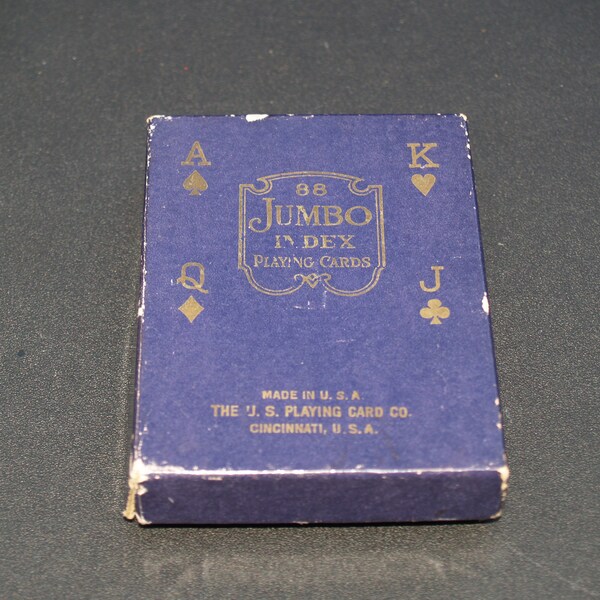 A K
88
JUMBO
INDEX
PLAYING CARDS
Q J
MADE IN U.S.A
THE U.S. PLAYING CARD CO.
CINCINNATI, U.S.A.